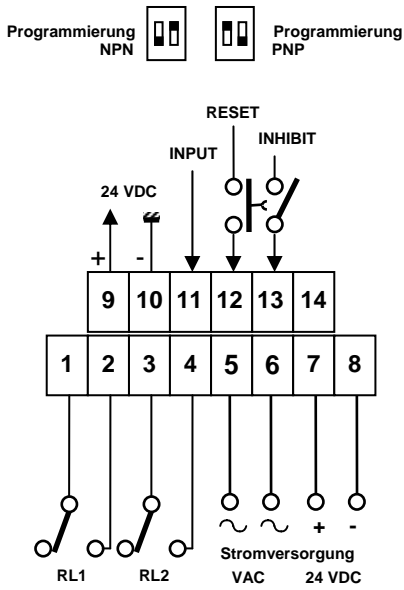 Programmierung NPN
Programmierung PNP
RESET
INHIBIT
INPUT
24 VDC
+ -
9 10 11 12 13 14
1 2 3 4 5 6 7 8
+ -
Stromversorgung
RL1 RL2 VAC 24 VDC